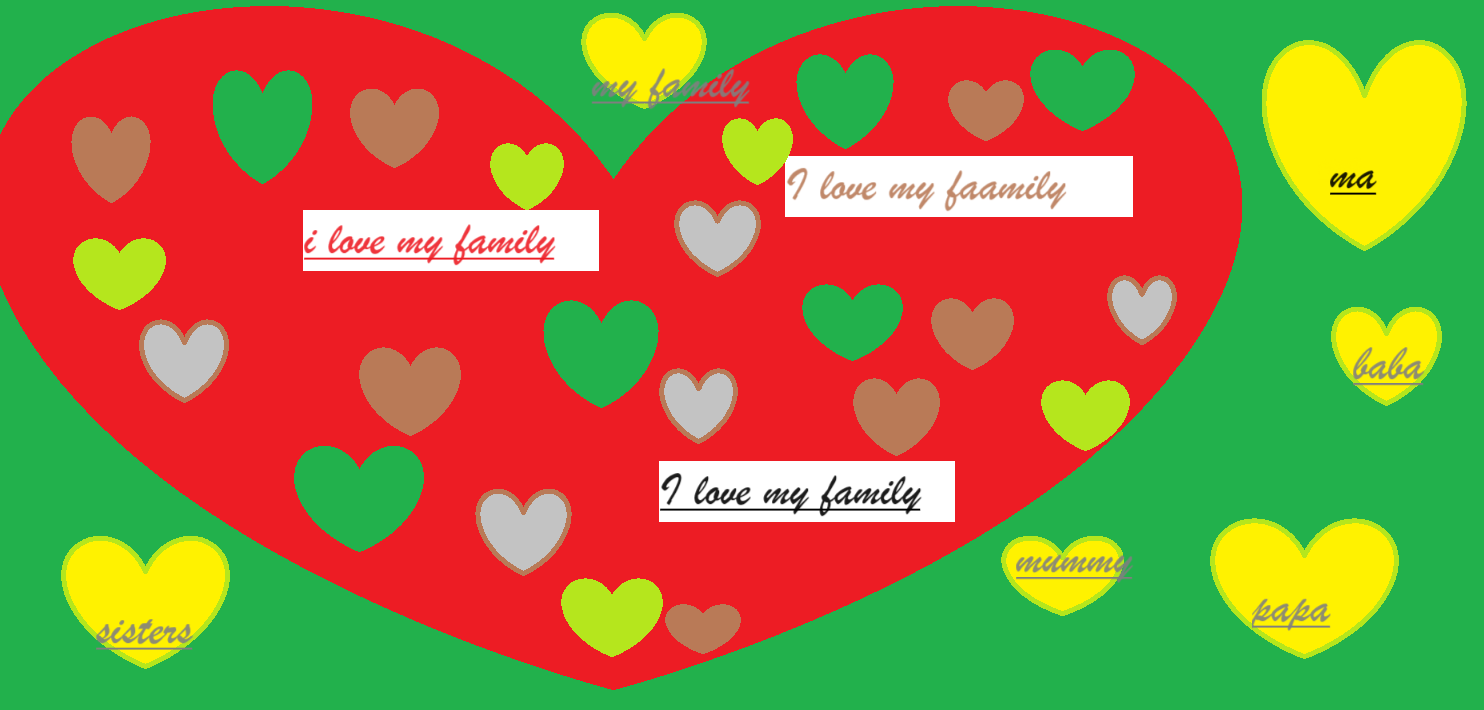 my family
I love my faamily
ma
i love my family
baba
I love my family
mummy
papa
sisters